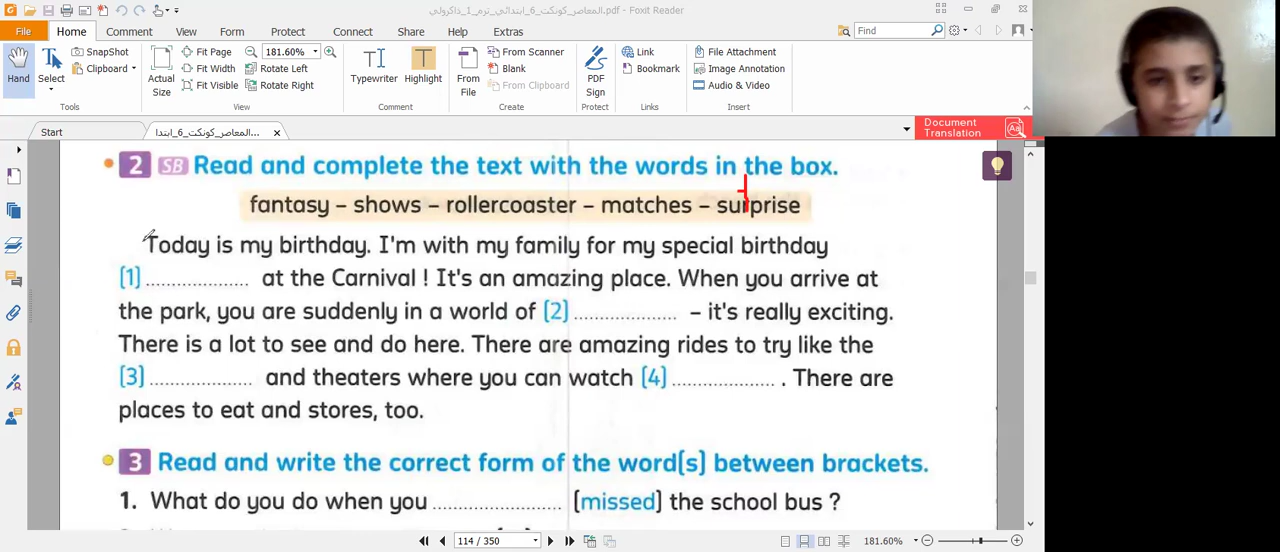 المعاصر_كونكت_6_ابتدائي_ترم_1_ذاكرولي.pdf - Foxit Reader
File Home Comment View Form Protect Connect Share Help Extras Find
Hand Select SnapShot Clipboard Actual Size Fit Page Fit Width Fit Visible 181.60% Rotate Left Rotate Right Typewriter Highlight From File From Scanner Blank From Clipboard PDF Sign Link Bookmark File Attachment Image Annotation Audio & Video
Tools View Comment Create Protect Links Insert
Start المعاصر_كونكت_6_ابتدا... Document Translation
2 SB Read and complete the text with the words in the box.
fantasy – shows – rollercoaster – matches – surprise
Today is my birthday. I'm with my family for my special birthday
(1) .................... at the Carnival ! It's an amazing place. When you arrive at
the park, you are suddenly in a world of (2) .................... – it's really exciting.
There is a lot to see and do here. There are amazing rides to try like the
(3) .................... and theaters where you can watch (4) .................... . There are
places to eat and stores, too.
3 Read and write the correct form of the word(s) between brackets.
1. What do you do when you ......................... (missed) the school bus ?
114 / 350 181.60%